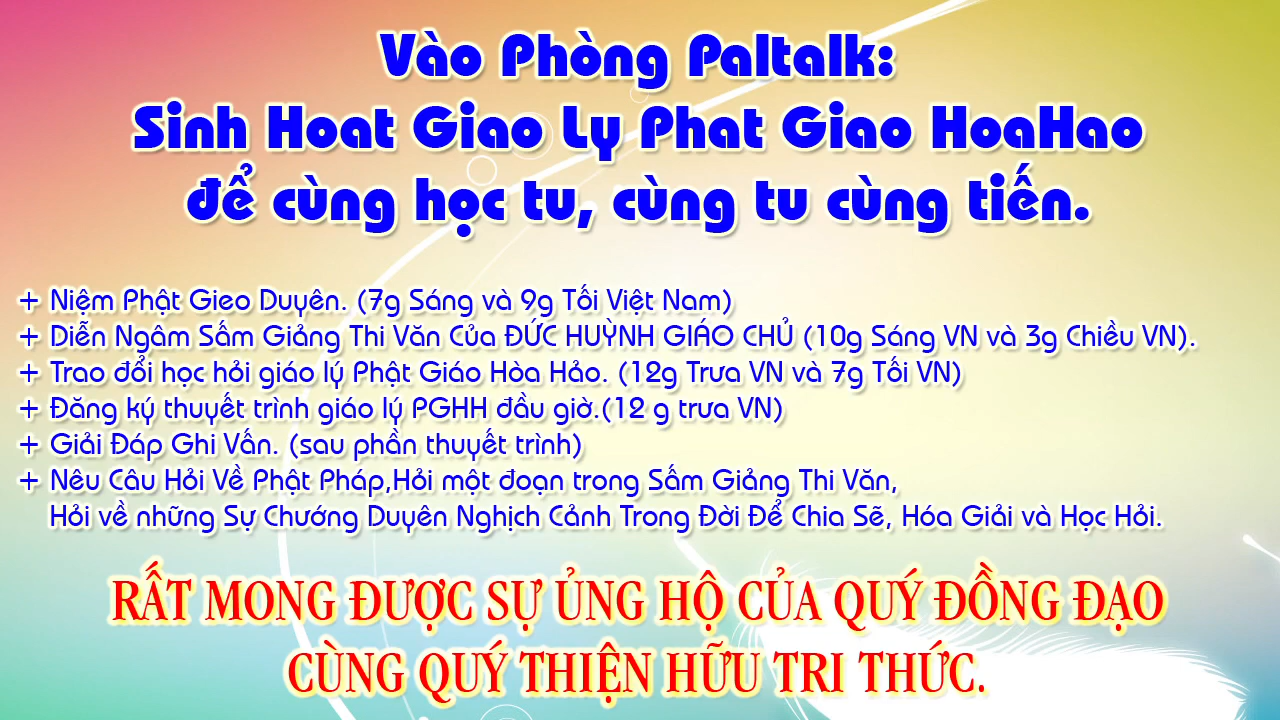 Vào Phòng Paltalk:
Sinh Hoat Giao Ly Phat Giao HoaHao
để cùng học tu, cùng tu cùng tiến.
+ Niệm Phật Gieo Duyên. (7g Sáng và 9g Tối Việt Nam)
+ Diễn Ngâm Sấm Giảng Thi Văn Của ĐỨC HUỲNH GIÁO CHỦ (10g Sáng VN và 3g Chiều VN).
+ Trao đổi học hỏi giáo lý Phật Giáo Hòa Hảo. (12g Trưa VN và 7g Tối VN)
+ Đăng ký thuyết trình giáo lý PGHH đầu giờ.(12 g trưa VN)
+ Giải Đáp Ghi Vấn. (sau phần thuyết trình)
+ Nêu Câu Hỏi Về Phật Pháp,Hỏi một đoạn trong Sấm Giảng Thi Văn,
Hỏi về những Sự Chướng Duyên Nghịch Cảnh Trong Đời Để Chia Sẽ, Hóa Giải và Học Hỏi.
RẤT MONG ĐƯỢC SỰ ỦNG HỘ CỦA QUÝ ĐỒNG ĐẠO
CÙNG QUÝ THIỆN HỮU TRI THỨC.